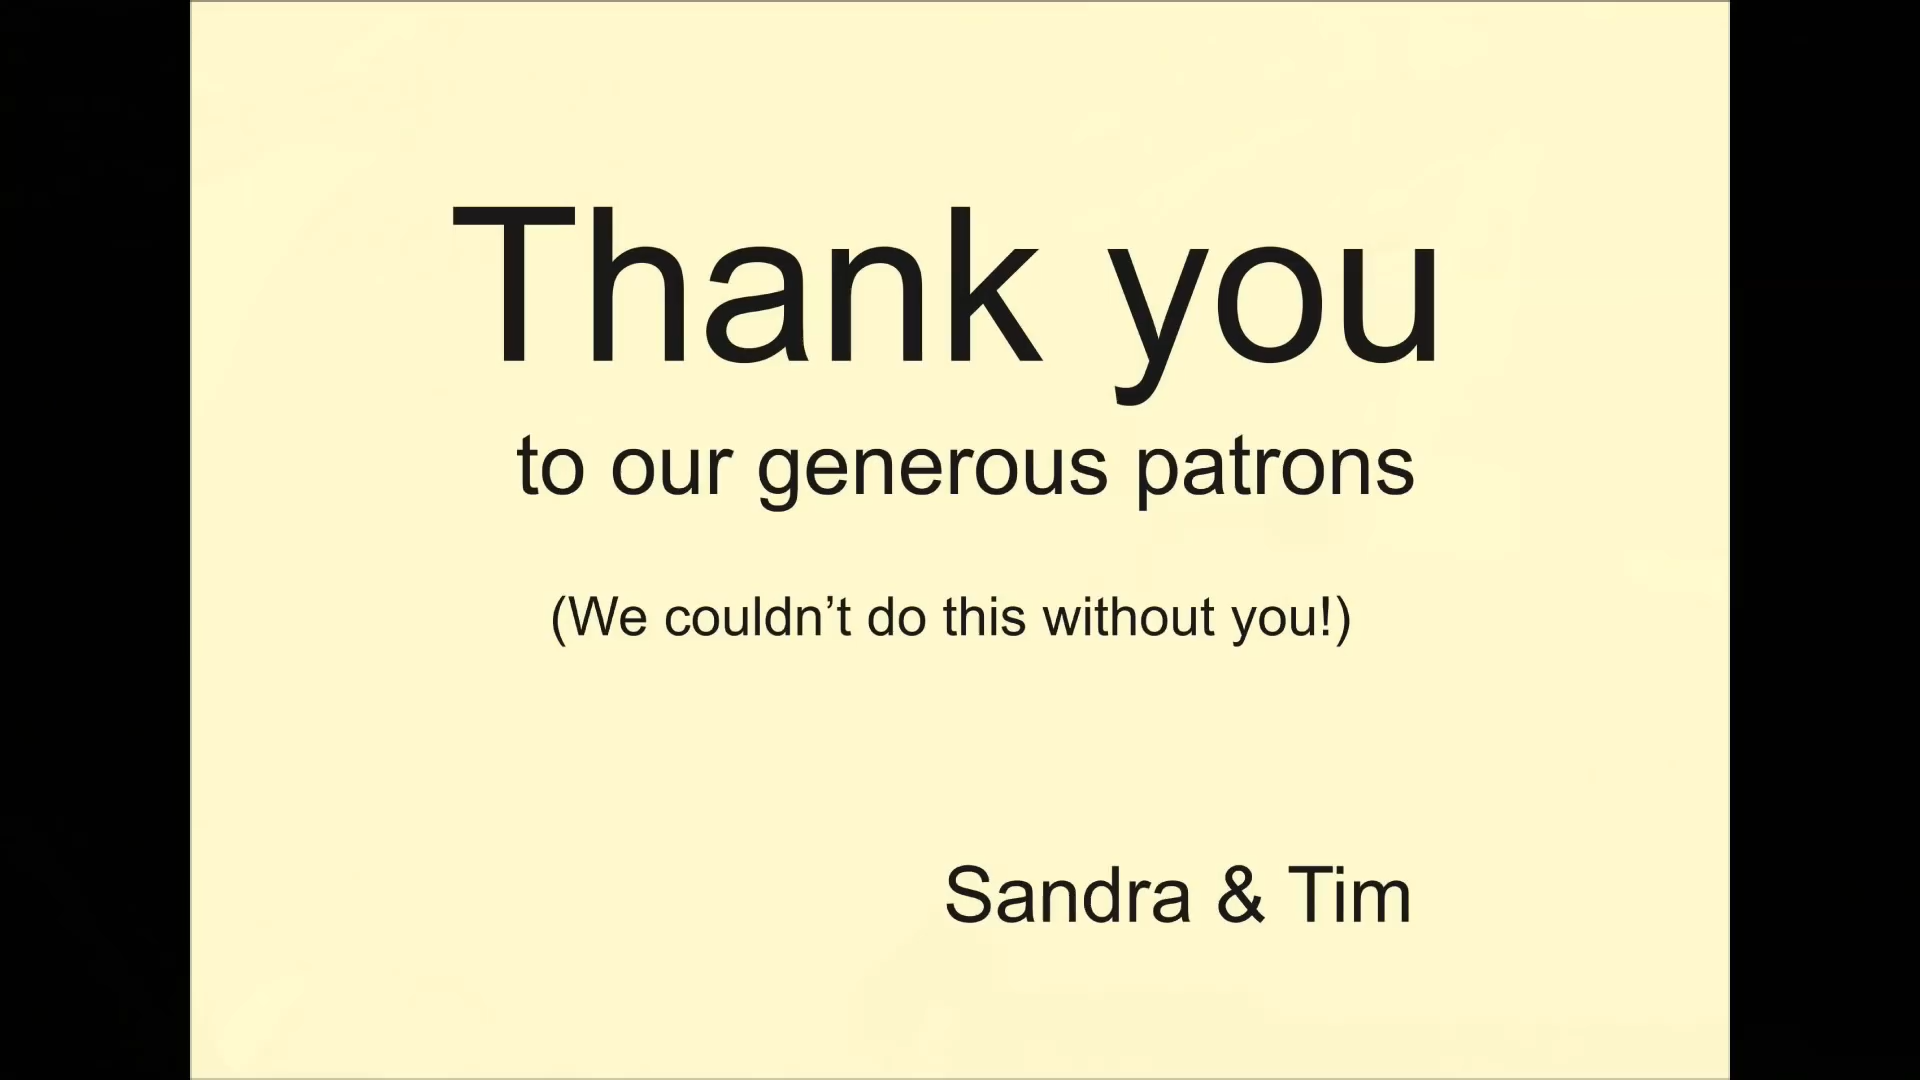 Thank you
to our generous patrons
(We couldn’t do this without you!)
Sandra & Tim